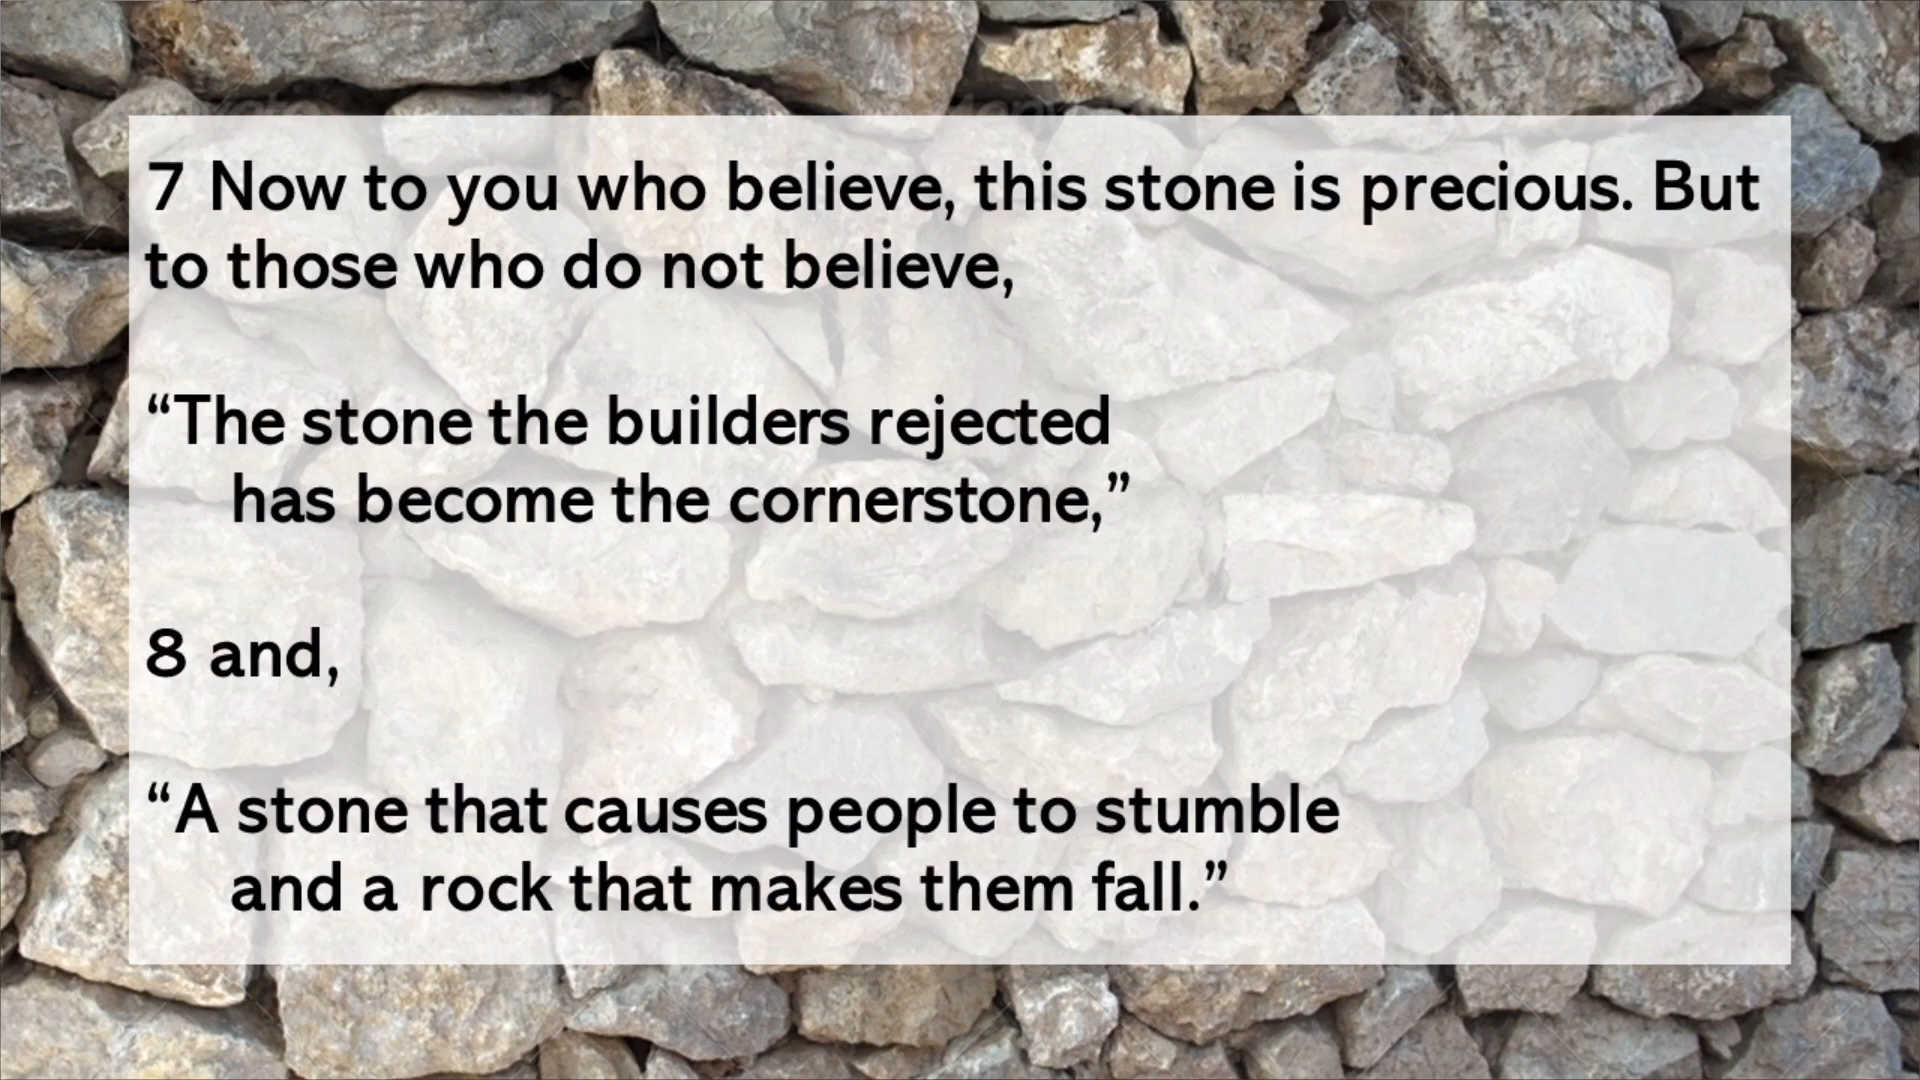 7 Now to you who believe, this stone is precious. But
to those who do not believe,
“The stone the builders rejected
has become the cornerstone,”
8 and,
“A stone that causes people to stumble
and a rock that makes them fall.”